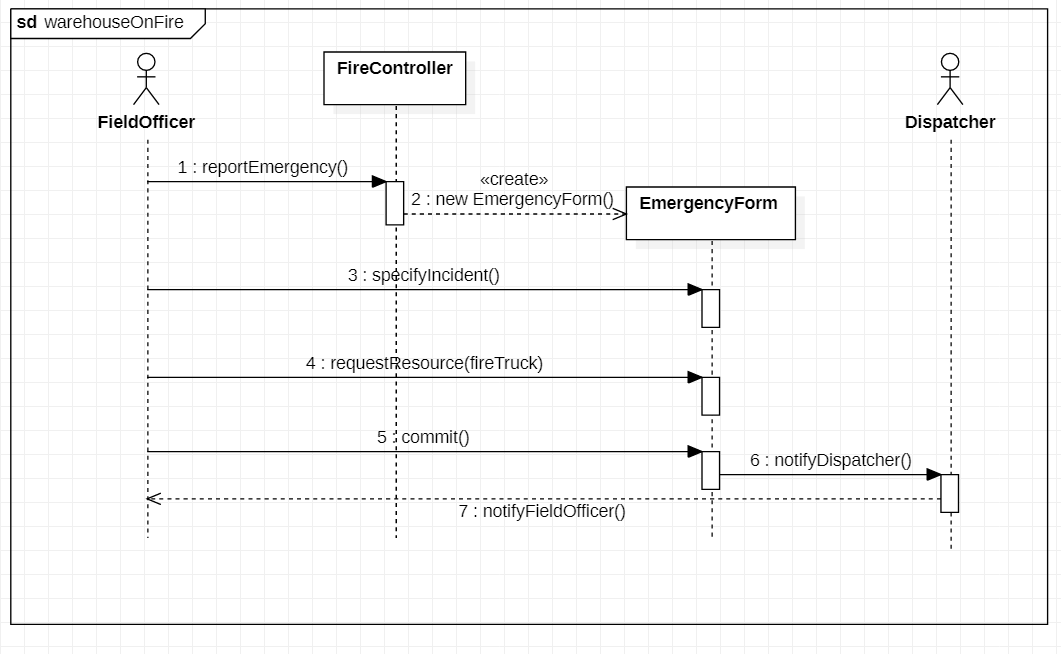 sd warehouseOnFire
FireController
FieldOfficer
Dispatcher
1 : reportEmergency()
«create»
2 : new EmergencyForm()
EmergencyForm
3 : specifyIncident()
4 : requestResource(fireTruck)
5 : commit()
6 : notifyDispatcher()
7 : notifyFieldOfficer()